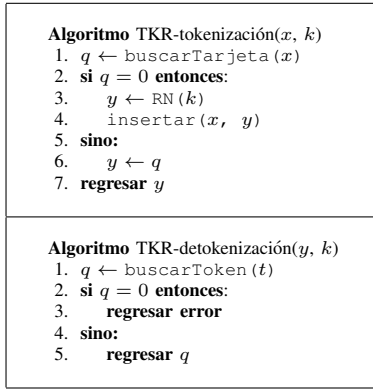 Algoritmo TKR-tokenización(x, k)
1. q ← buscarTarjeta(x)
2. si q = 0 entonces:
3. y ← RN(k)
4. insertar(x, y)
5. sino:
6. y ← q
7. regresar y
Algoritmo TKR-detokenización(y, k)
1. q ← buscarToken(t)
2. si q = 0 entonces:
3. regresar error
4. sino:
5. regresar q